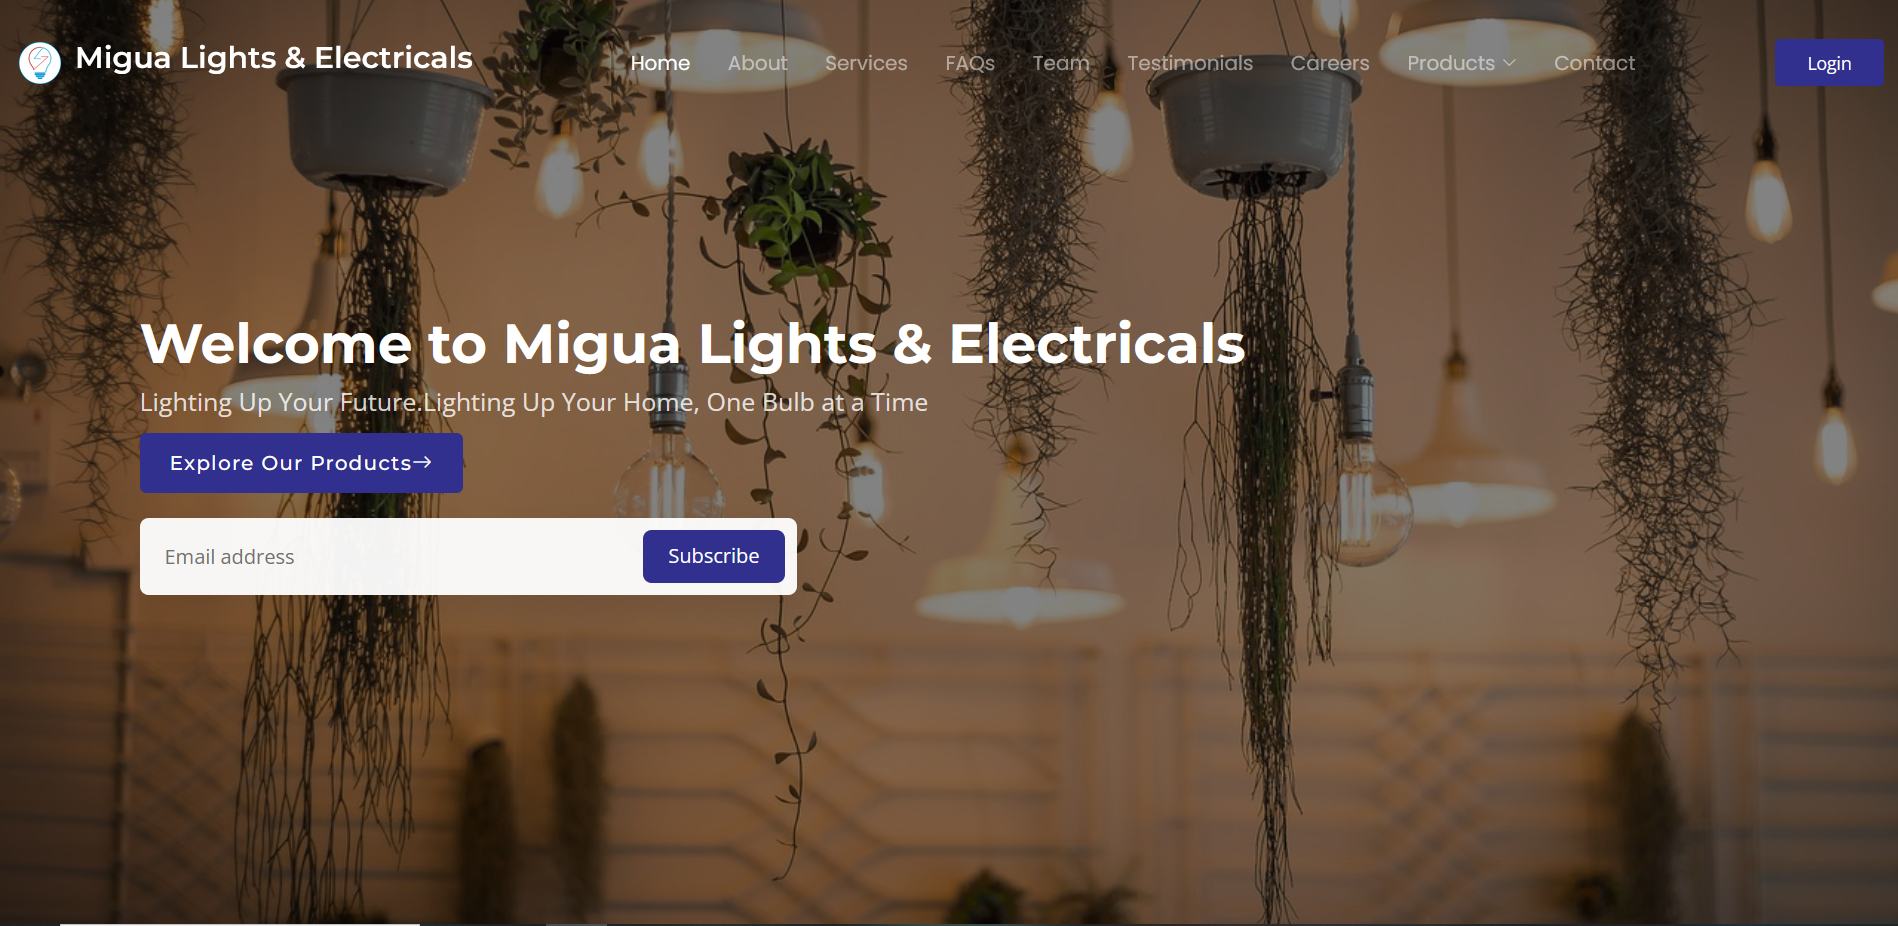 Migua Lights & Electricals
Home About Services FAQs Team Testimonials Careers Products Contact
Login
Welcome to Migua Lights & Electricals
Lighting Up Your Future.Lighting Up Your Home, One Bulb at a Time
Explore Our Products→
Email address
Subscribe